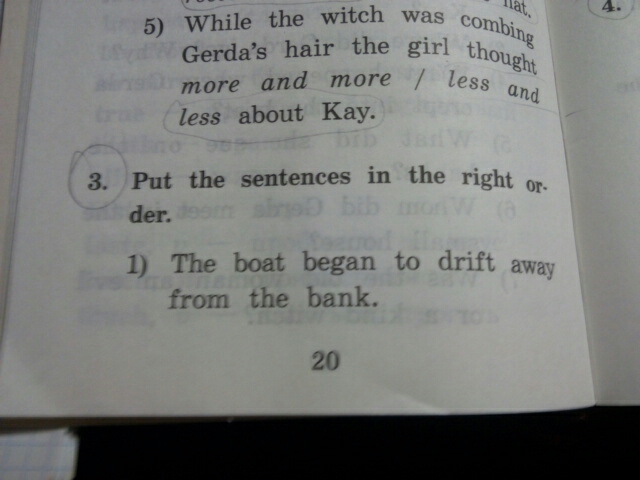 hat.
4.
5) While the witch was combing
Gerda's hair the girl thought
more and more / less and
less about Kay.
3. Put the sentences in the right or-
der.
1) The boat began to drift away
from the bank.
20